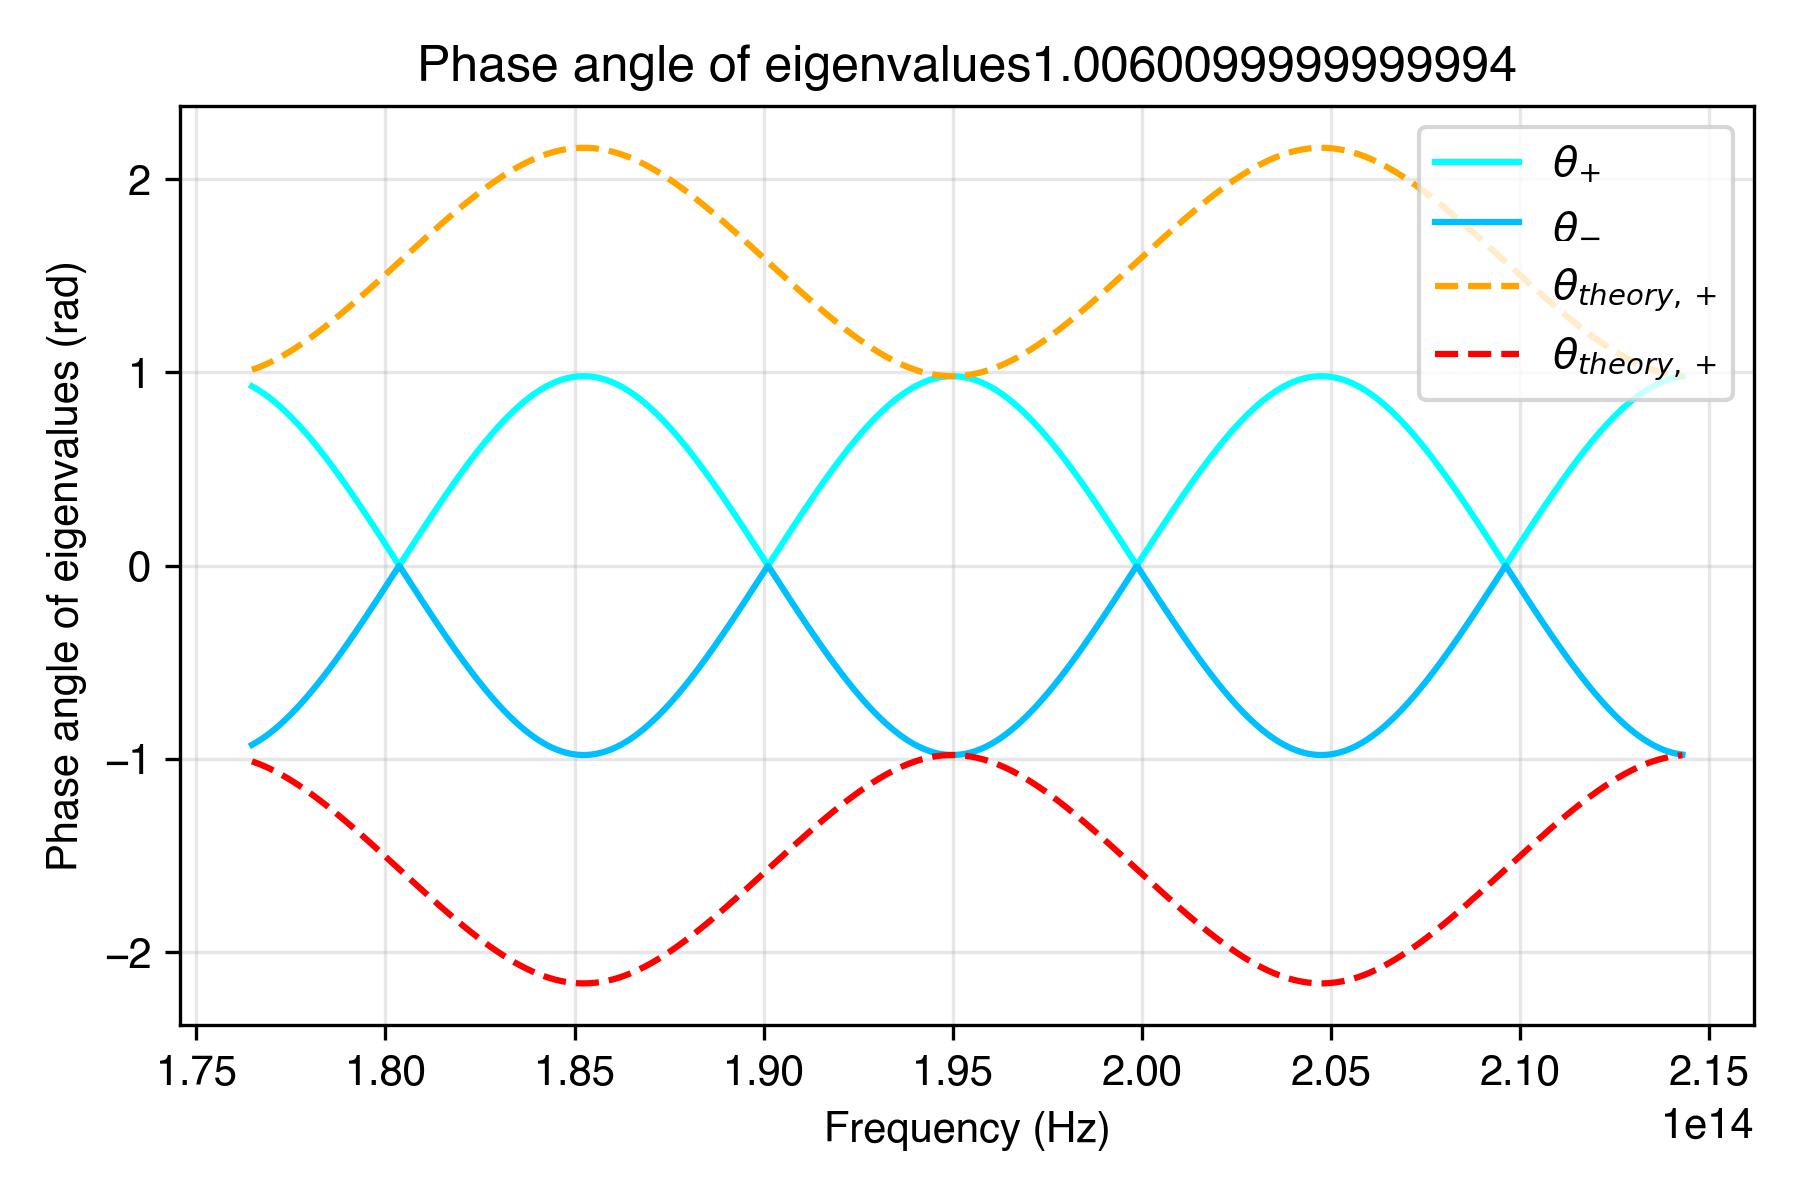 Phase angle of eigenvalues1.0060099999999994
θ+
θ−
θtheory, +
θtheory, +
Phase angle of eigenvalues (rad)
2
1
0
−1
−2
1.75 1.80 1.85 1.90 1.95 2.00 2.05 2.10 2.15
1e14
Frequency (Hz)